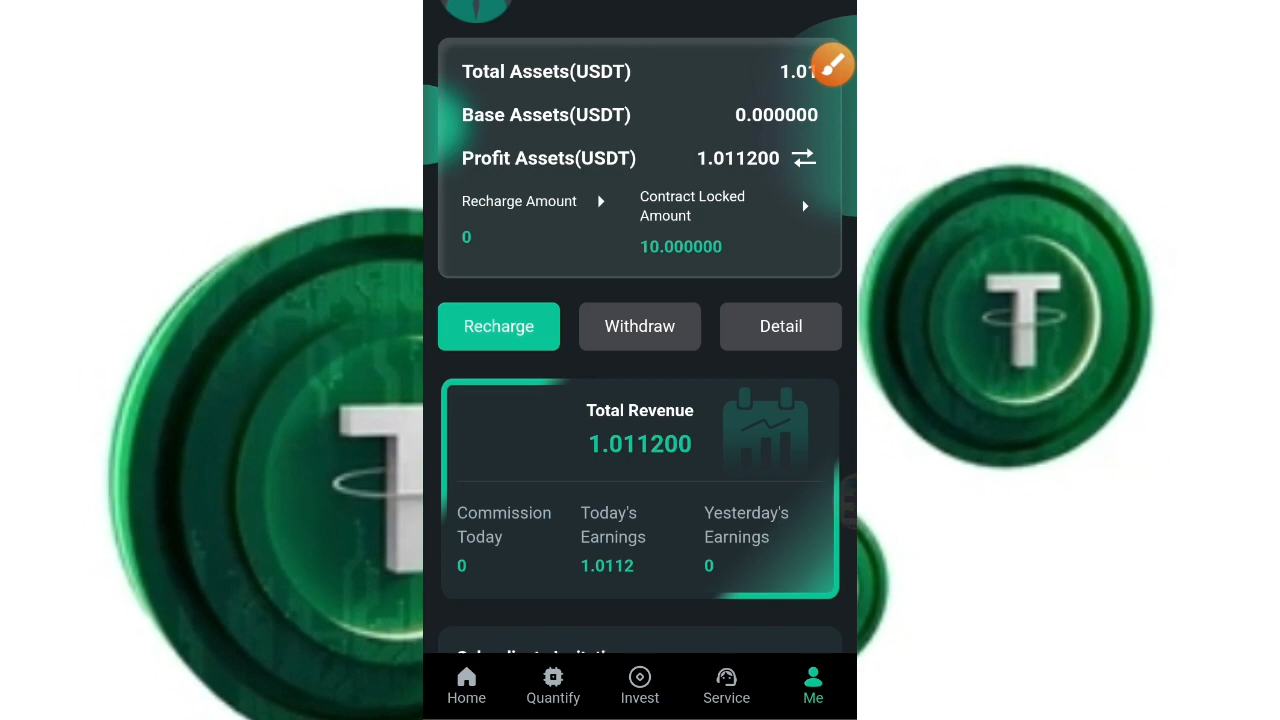 Total Assets(USDT) 1.01
Base Assets(USDT) 0.000000
Profit Assets(USDT) 1.011200
Recharge Amount
0
Contract Locked
Amount
10.000000
Recharge Withdraw Detail
Total Revenue
1.011200
Commission
Today
0
Today's
Earnings
1.0112
Yesterday's
Earnings
0
Home Quantify Invest Service Me
T
T